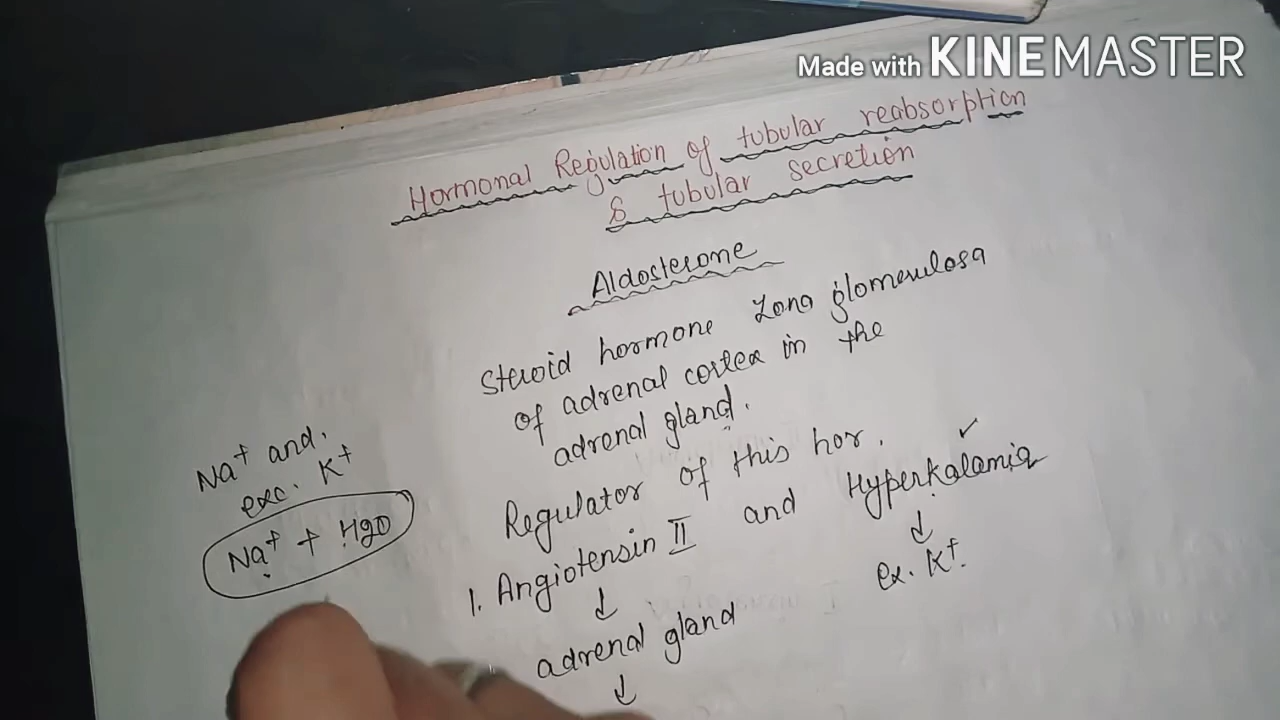 Made with KINEMASTER
Hormonal Regulation of tubular reabsorption
& tubular secretion
Aldosterone
Steroid hormone Zona glomerulosa
of adrenal cortex in the
adrenal gland.
Regulator of this hor.
1. Angiotensin II and Hyperkalamia ✓
↓ ↓
adrenal gland ex. K+
↓
Na+ and.
exc. K+
Na+ + H2O